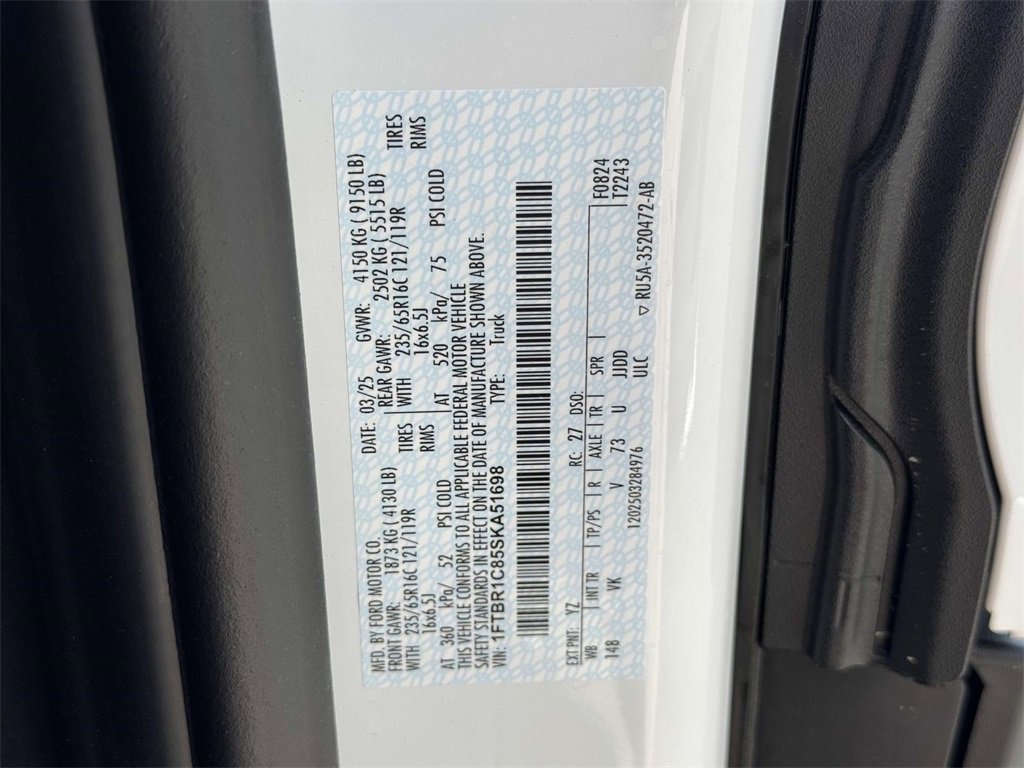 MFD. BY FORD MOTOR CO. DATE: 03/25 GVWR: 4150 KG ( 9150 LB)
FRONT GAWR: 1873 KG ( 4130 LB) REAR GAWR: 2502 KG ( 5515 LB)
WITH 235/65R16C 121/119R TIRES WITH 235/65R16C 121/119R TIRES
16x6.5J RIMS 16x6.5J RIMS
AT 360 kPa/ 52 PSI COLD AT 520 kPa/ 75 PSI COLD
THIS VEHICLE CONFORMS TO ALL APPLICABLE FEDERAL MOTOR VEHICLE
SAFETY STANDARDS IN EFFECT ON THE DATE OF MANUFACTURE SHOWN ABOVE.
VIN: 1FTBR1C85SKA51698 TYPE: Truck
EXT PNT: YZ RC: 27 DSO: F0824
WB INT TR TP/PS R AXLE TR SPR T2243
148 VK V 73 U JJDD
1202503284976 ULC ▽ RU5A-3520472-AB